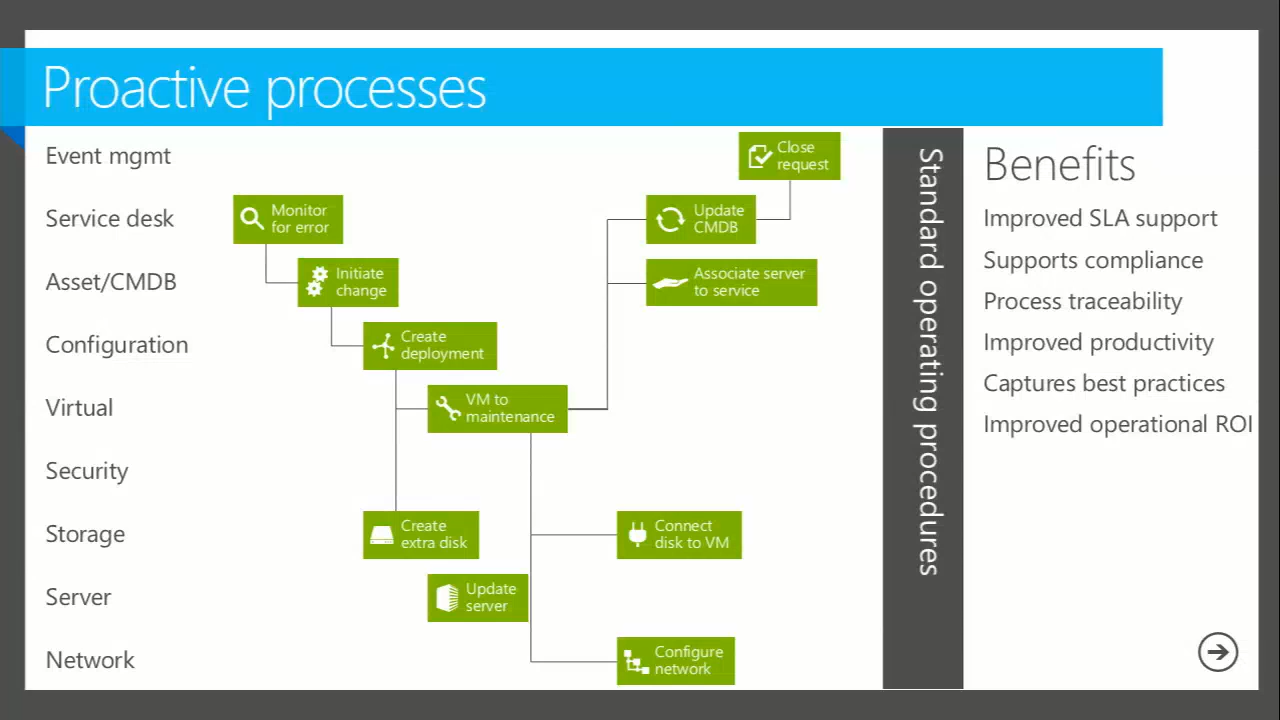 Proactive processes
Event mgmt
Close
request
Service desk
Monitor
for error
Update
CMDB
Asset/CMDB
Initiate
change
Associate server
to service
Configuration
Create
deployment
Virtual
VM to
maintenance
Security
Storage
Create
extra disk
Connect
disk to VM
Server
Update
server
Network
Configure
network
Standard operating procedures
Benefits
Improved SLA support
Supports compliance
Process traceability
Improved productivity
Captures best practices
Improved operational ROI